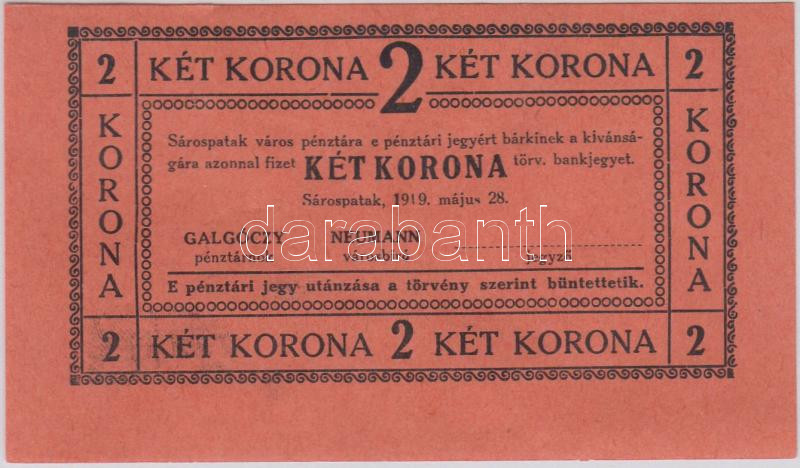 2 KÉT KORONA 2 KÉT KORONA 2
KORONA
Sárospatak város pénztára e pénztári jegyért bárkinek a kivánsá-
gára azonnal fizet KÉT KORONA törv. bankjegyet.
Sárospatak, 1919. május 28.
darabanth
GALGÓCZY NEUMANN
pénztárnok városbiró jegyző
E pénztári jegy utánzása a törvény szerint büntettetik.
KORONA
2 KÉT KORONA 2 KÉT KORONA 2